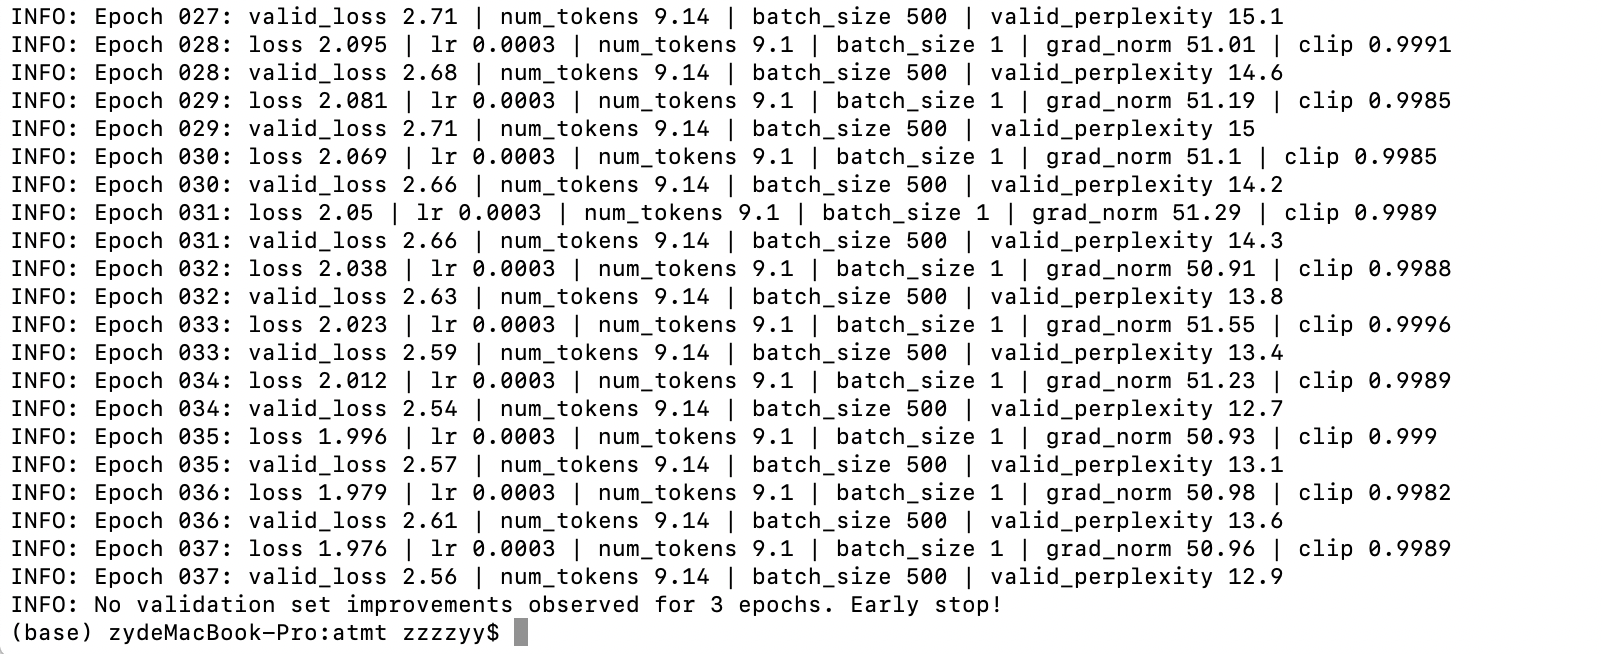 INFO: Epoch 027: valid_loss 2.71 | num_tokens 9.14 | batch_size 500 | valid_perplexity 15.1
INFO: Epoch 028: loss 2.095 | lr 0.0003 | num_tokens 9.1 | batch_size 1 | grad_norm 51.01 | clip 0.9991
INFO: Epoch 028: valid_loss 2.68 | num_tokens 9.14 | batch_size 500 | valid_perplexity 14.6
INFO: Epoch 029: loss 2.081 | lr 0.0003 | num_tokens 9.1 | batch_size 1 | grad_norm 51.19 | clip 0.9985
INFO: Epoch 029: valid_loss 2.71 | num_tokens 9.14 | batch_size 500 | valid_perplexity 15
INFO: Epoch 030: loss 2.069 | lr 0.0003 | num_tokens 9.1 | batch_size 1 | grad_norm 51.1 | clip 0.9985
INFO: Epoch 030: valid_loss 2.66 | num_tokens 9.14 | batch_size 500 | valid_perplexity 14.2
INFO: Epoch 031: loss 2.05 | lr 0.0003 | num_tokens 9.1 | batch_size 1 | grad_norm 51.29 | clip 0.9989
INFO: Epoch 031: valid_loss 2.66 | num_tokens 9.14 | batch_size 500 | valid_perplexity 14.3
INFO: Epoch 032: loss 2.038 | lr 0.0003 | num_tokens 9.1 | batch_size 1 | grad_norm 50.91 | clip 0.9988
INFO: Epoch 032: valid_loss 2.63 | num_tokens 9.14 | batch_size 500 | valid_perplexity 13.8
INFO: Epoch 033: loss 2.023 | lr 0.0003 | num_tokens 9.1 | batch_size 1 | grad_norm 51.55 | clip 0.9996
INFO: Epoch 033: valid_loss 2.59 | num_tokens 9.14 | batch_size 500 | valid_perplexity 13.4
INFO: Epoch 034: loss 2.012 | lr 0.0003 | num_tokens 9.1 | batch_size 1 | grad_norm 51.23 | clip 0.9989
INFO: Epoch 034: valid_loss 2.54 | num_tokens 9.14 | batch_size 500 | valid_perplexity 12.7
INFO: Epoch 035: loss 1.996 | lr 0.0003 | num_tokens 9.1 | batch_size 1 | grad_norm 50.93 | clip 0.999
INFO: Epoch 035: valid_loss 2.57 | num_tokens 9.14 | batch_size 500 | valid_perplexity 13.1
INFO: Epoch 036: loss 1.979 | lr 0.0003 | num_tokens 9.1 | batch_size 1 | grad_norm 50.98 | clip 0.9982
INFO: Epoch 036: valid_loss 2.61 | num_tokens 9.14 | batch_size 500 | valid_perplexity 13.6
INFO: Epoch 037: loss 1.976 | lr 0.0003 | num_tokens 9.1 | batch_size 1 | grad_norm 50.96 | clip 0.9989
INFO: Epoch 037: valid_loss 2.56 | num_tokens 9.14 | batch_size 500 | valid_perplexity 12.9
INFO: No validation set improvements observed for 3 epochs. Early stop!
(base) zydeMacBook-Pro:atmt zzzzyy$